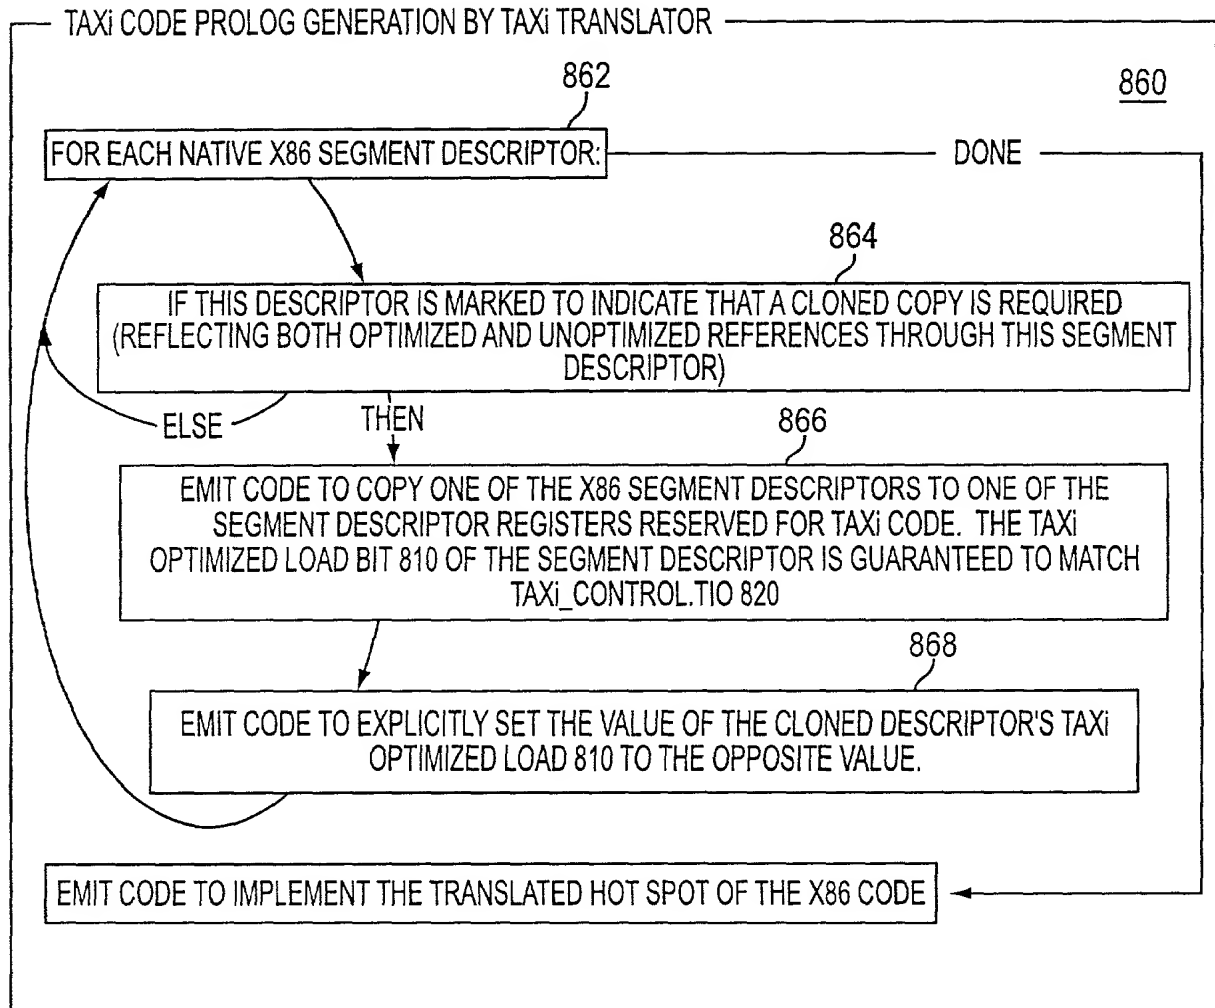 TAXi CODE PROLOG GENERATION BY TAXi TRANSLATOR
860
862
FOR EACH NATIVE X86 SEGMENT DESCRIPTOR:
DONE
864
IF THIS DESCRIPTOR IS MARKED TO INDICATE THAT A CLONED COPY IS REQUIRED
(REFLECTING BOTH OPTIMIZED AND UNOPTIMIZED REFERENCES THROUGH THIS SEGMENT
DESCRIPTOR)
ELSE
THEN
866
EMIT CODE TO COPY ONE OF THE X86 SEGMENT DESCRIPTORS TO ONE OF THE
SEGMENT DESCRIPTOR REGISTERS RESERVED FOR TAXi CODE. THE TAXi
OPTIMIZED LOAD BIT 810 OF THE SEGMENT DESCRIPTOR IS GUARANTEED TO MATCH
TAXi_CONTROL.TIO 820
868
EMIT CODE TO EXPLICITLY SET THE VALUE OF THE CLONED DESCRIPTOR'S TAXi
OPTIMIZED LOAD 810 TO THE OPPOSITE VALUE.
EMIT CODE TO IMPLEMENT THE TRANSLATED HOT SPOT OF THE X86 CODE